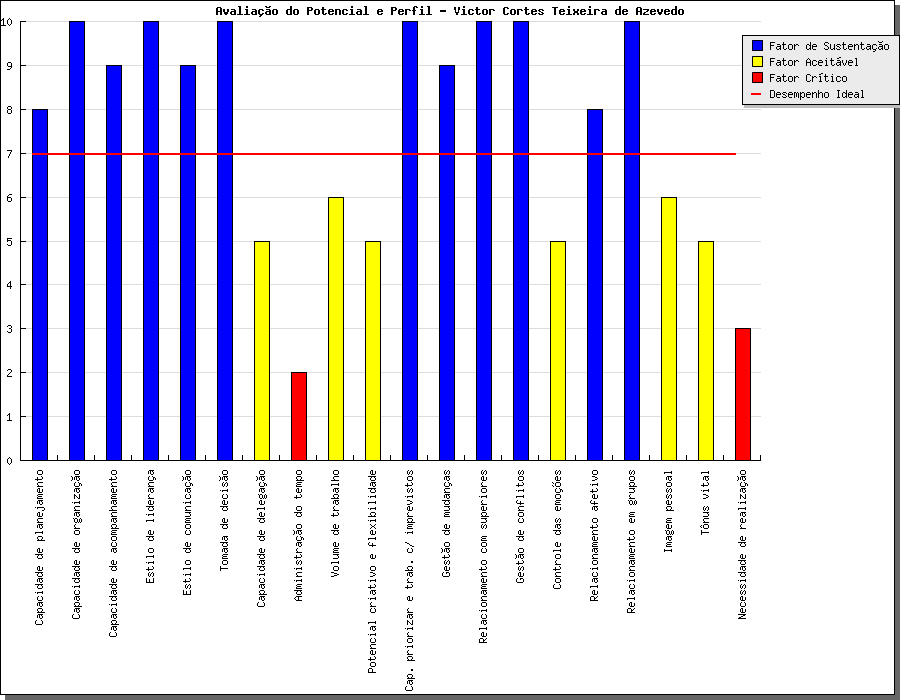 Avaliação do Potencial e Perfil - Victor Cortes Teixeira de Azevedo
Fator de Sustentação
Fator Aceitável
Fator Crítico
Desempenho Ideal
10
9
8
7
6
5
4
3
2
1
0
Capacidade de planejamento
Capacidade de organização
Capacidade de acompanhamento
Estilo de liderança
Estilo de comunicação
Tomada de decisão
Capacidade de delegação
Administração do tempo
Volume de trabalho
Potencial criativo e flexibilidade
Cap. priorizar e trab. c/ imprevistos
Gestão de mudanças
Relacionamento com superiores
Gestão de conflitos
Controle das emoções
Relacionamento afetivo
Relacionamento em grupos
Imagem pessoal
Tônus vital
Necessidade de realização